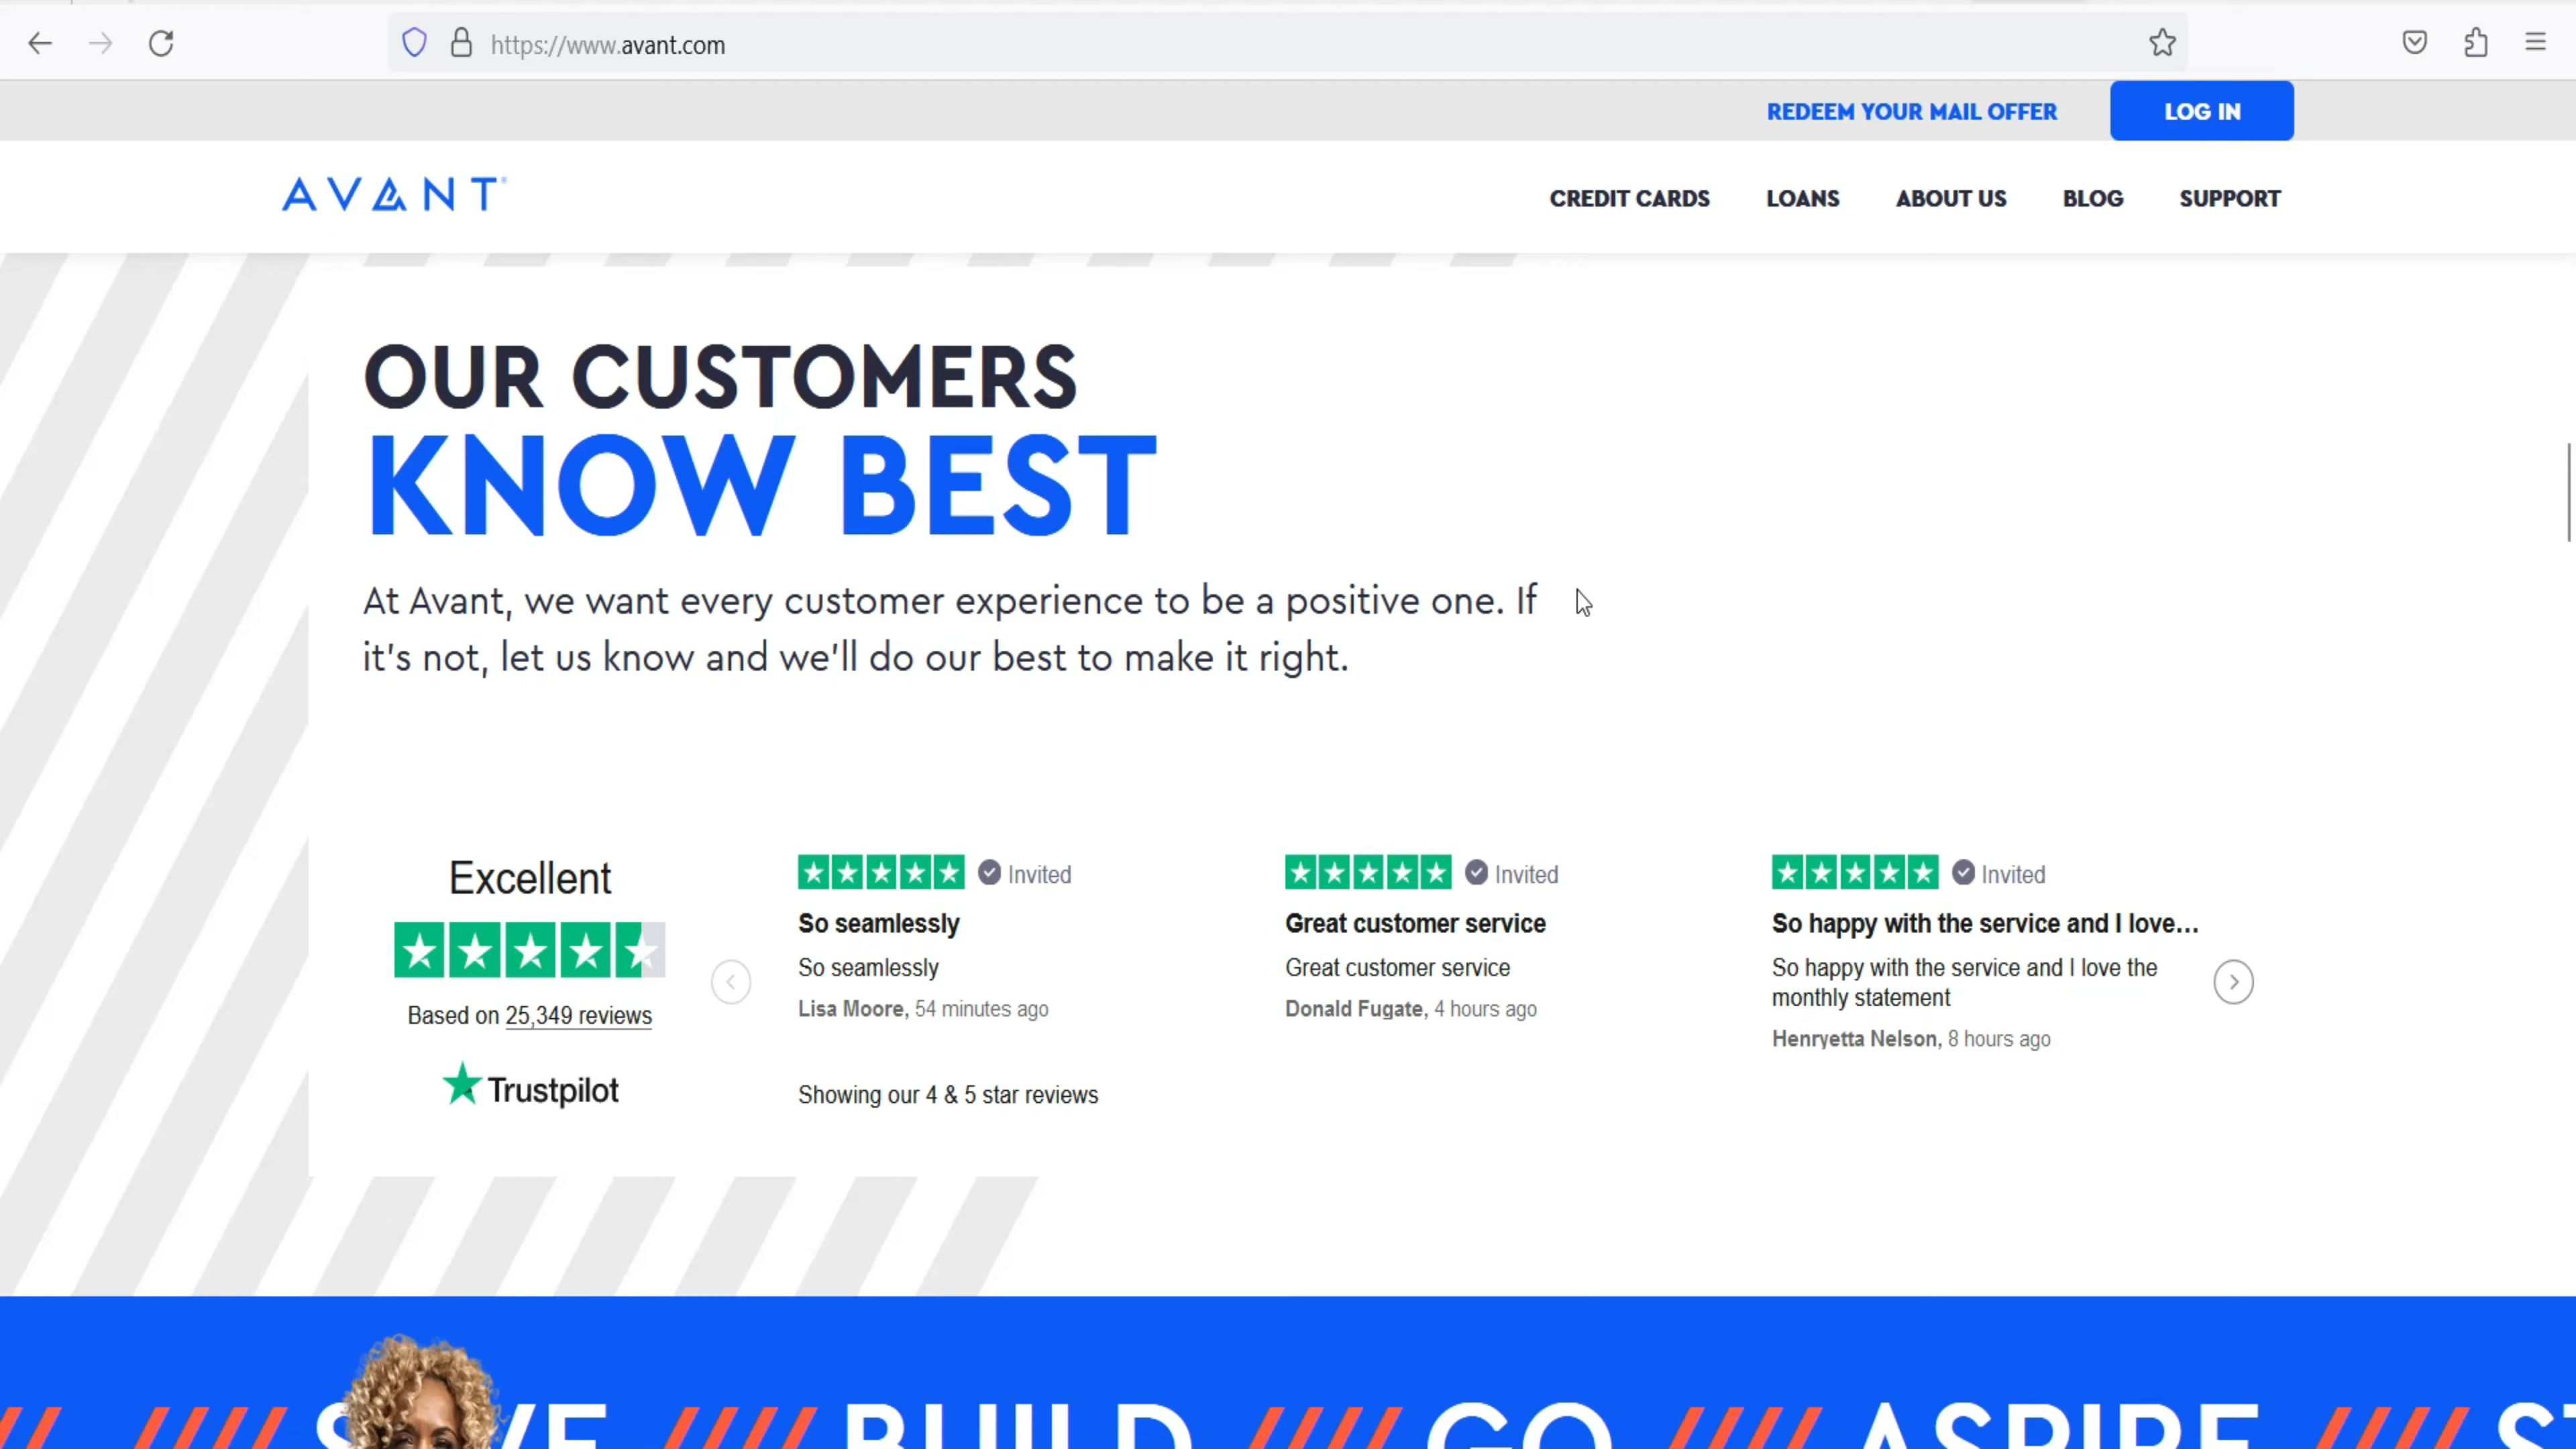 https://www.avant.com
REDEEM YOUR MAIL OFFER
LOG IN
AVANT
CREDIT CARDS
LOANS
ABOUT US
BLOG
SUPPORT
OUR CUSTOMERS
KNOW BEST
At Avant, we want every customer experience to be a positive one. If
it's not, let us know and we'll do our best to make it right.
Excellent
Based on 25,349 reviews
Trustpilot
Invited
So seamlessly
So seamlessly
Lisa Moore, 54 minutes ago
Showing our 4 & 5 star reviews
Invited
Great customer service
Great customer service
Donald Fugate, 4 hours ago
Invited
So happy with the service and I love...
So happy with the service and I love the
monthly statement
Henryetta Nelson, 8 hours ago
//// BUILD //// GO //// ASPIRE ////